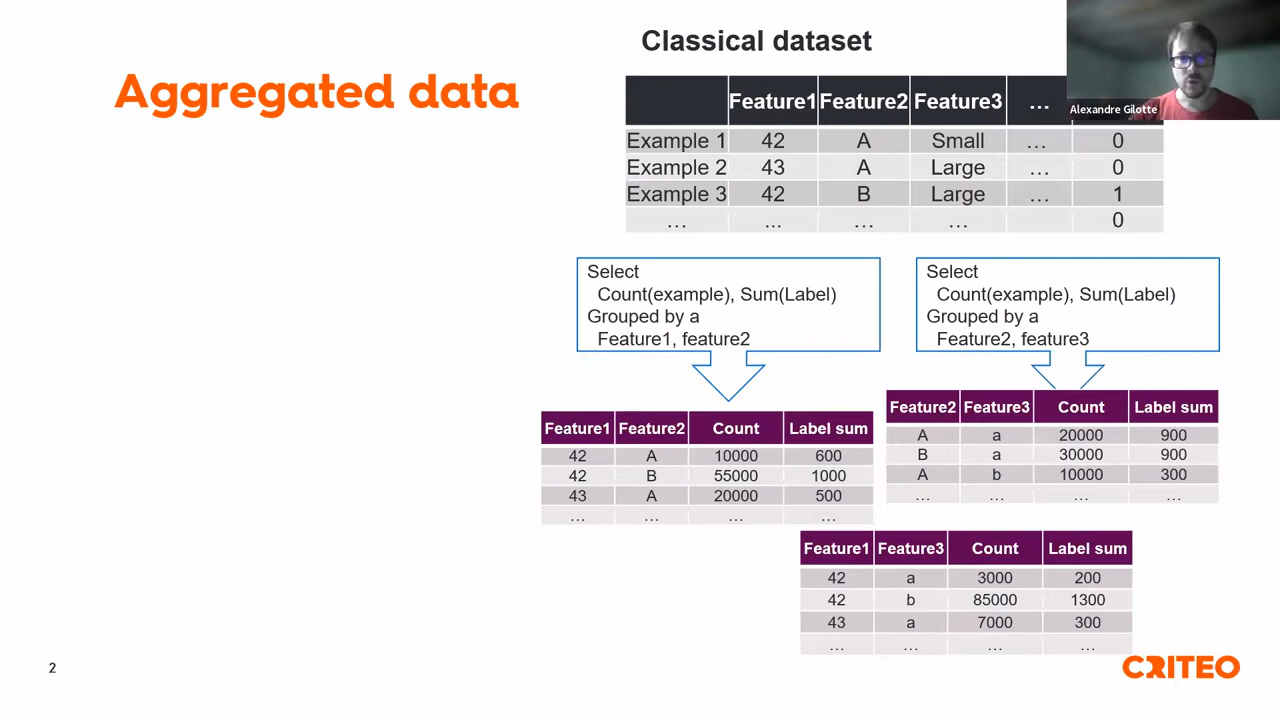 Classical dataset
Aggregated data
Alexandre Gilotte
Feature1 Feature2 Feature3 …
Example 1 42 A Small … 0
Example 2 43 A Large … 0
Example 3 42 B Large … 1
… ... … … 0
Select
Count(example), Sum(Label)
Grouped by a
Feature1, feature2
Select
Count(example), Sum(Label)
Grouped by a
Feature2, feature3
Feature1 Feature2 Count Label sum
42 A 10000 600
42 B 55000 1000
43 A 20000 500
… … … …
Feature2 Feature3 Count Label sum
A a 20000 900
B a 30000 900
A b 10000 300
… … … …
Feature1 Feature3 Count Label sum
42 a 3000 200
42 b 85000 1300
43 a 7000 300
… … … …
2
CRITEO